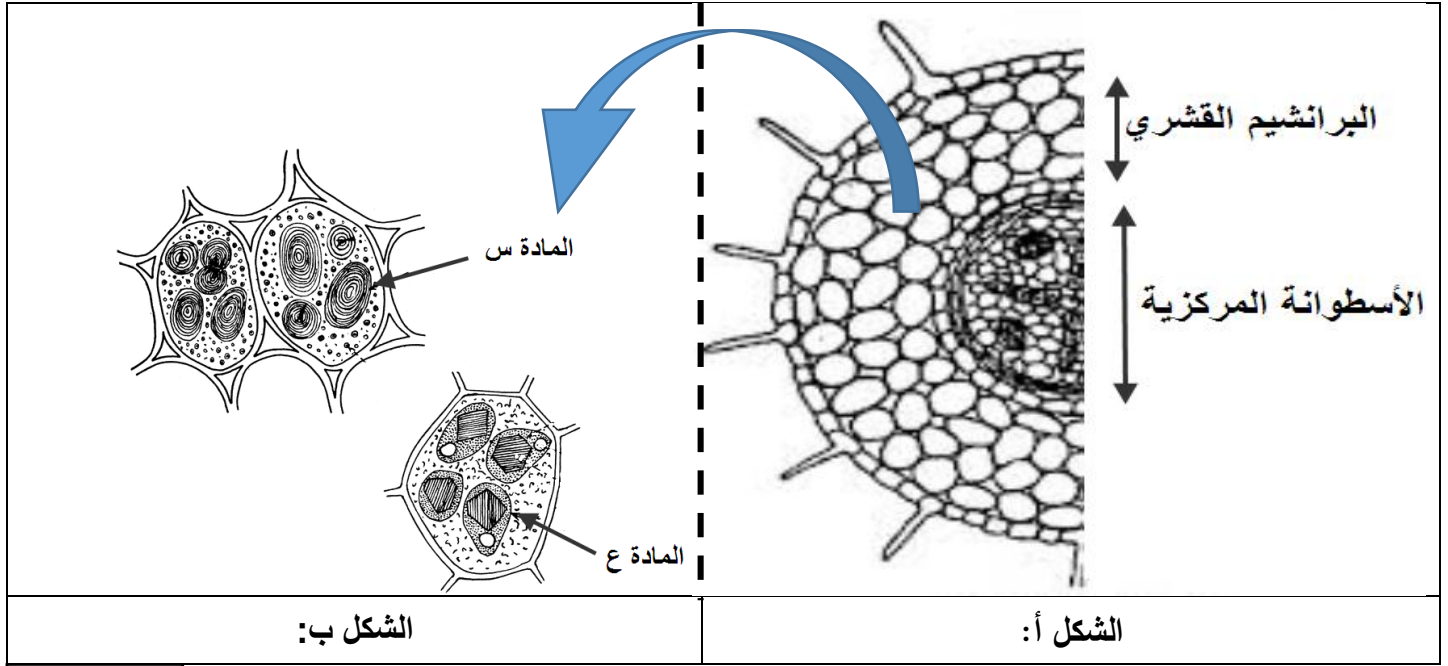 البرانشيم القشري
الأسطوانة المركزية
المادة س
المادة ع
الشكل أ:
الشكل ب: